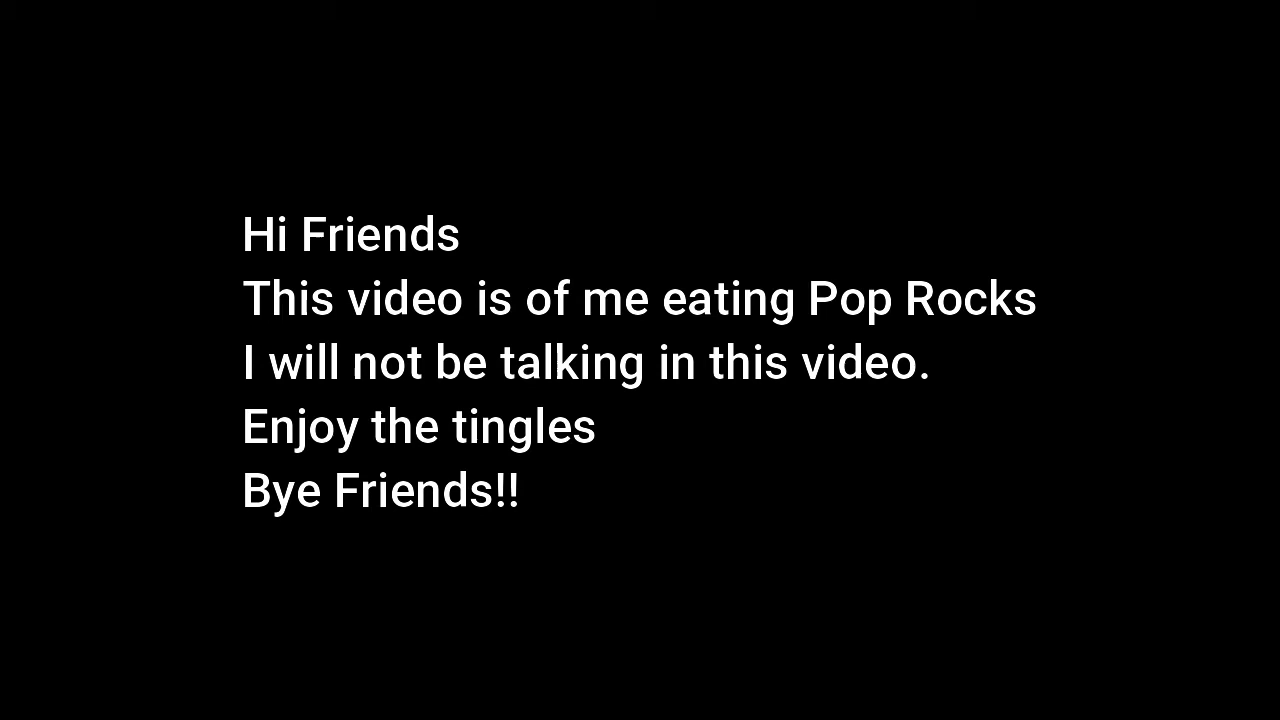 Hi Friends
This video is of me eating Pop Rocks
I will not be talking in this video.
Enjoy the tingles
Bye Friends!!